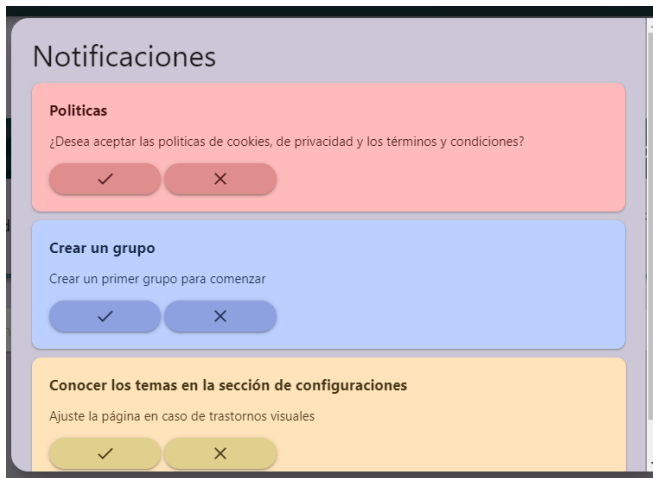 Notificaciones
Politicas
¿Desea aceptar las politicas de cookies, de privacidad y los términos y condiciones?
Crear un grupo
Crear un primer grupo para comenzar
Conocer los temas en la sección de configuraciones
Ajuste la página en caso de trastornos visuales